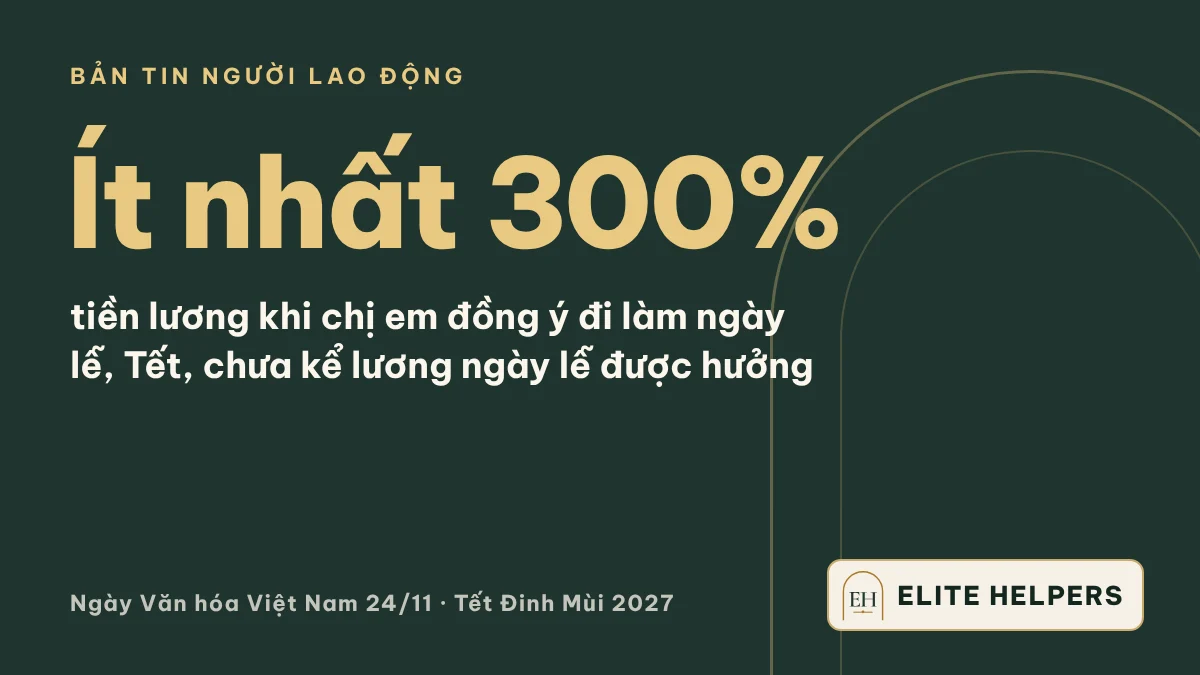 BẢN TIN NGƯỜI LAO ĐỘNG
Ít nhất 300%
tiền lương khi chị em đồng ý đi làm ngày
lễ, Tết, chưa kể lương ngày lễ được hưởng
Ngày Văn hóa Việt Nam 24/11 · Tết Đinh Mùi 2027
EH ELITE HELPERS